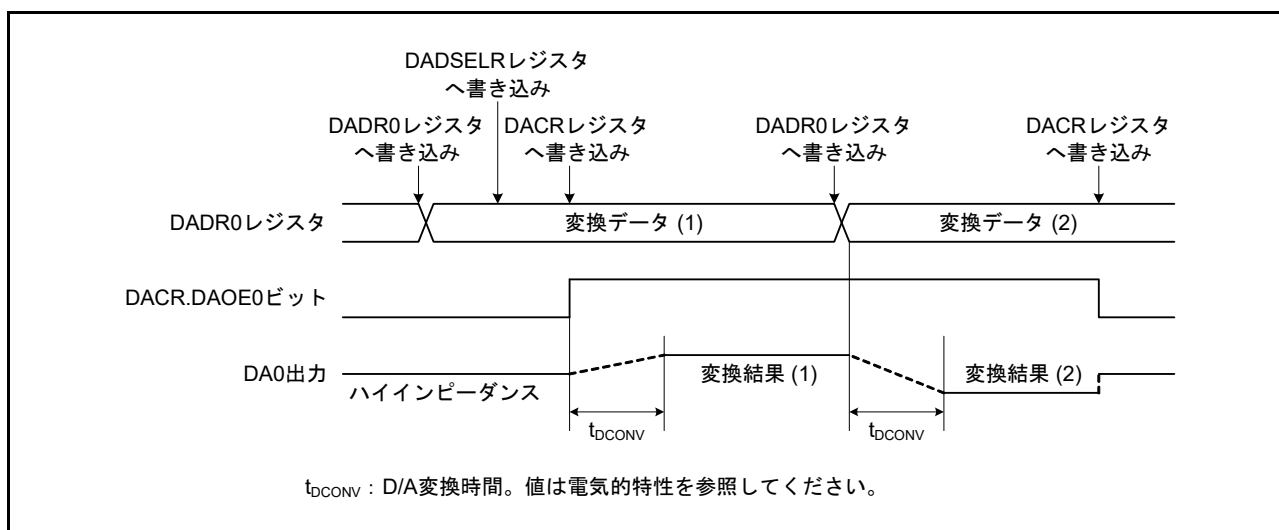 DADSELRレジスタ
へ書き込み
DADR0レジスタ
へ書き込み
DACRレジスタ
へ書き込み
DADR0レジスタ
へ書き込み
DACRレジスタ
へ書き込み
DADR0レジスタ
変換データ (1)
変換データ (2)
DACR.DAOE0ビット
DA0出力
ハイインピーダンス
変換結果 (1)
変換結果 (2)
tDCONV
tDCONV
tDCONV：D/A変換時間。値は電気的特性を参照してください。